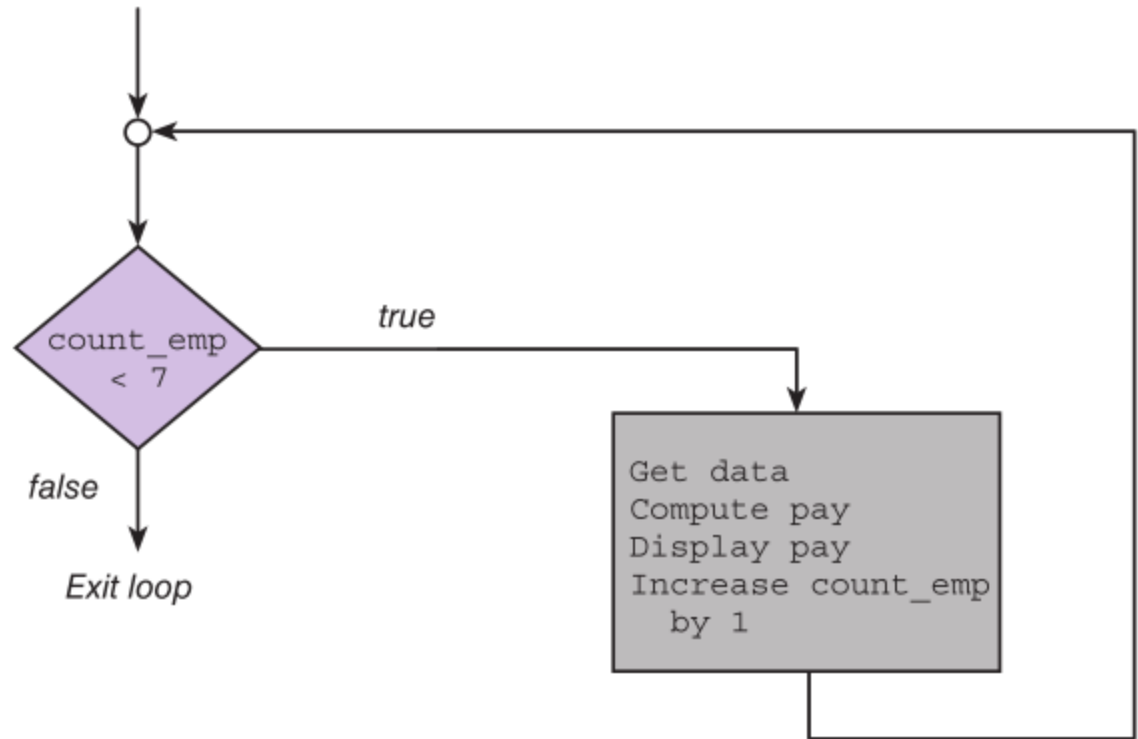 true
count_emp
< 7
false
Exit loop
Get data
Compute pay
Display pay
Increase count_emp
by 1